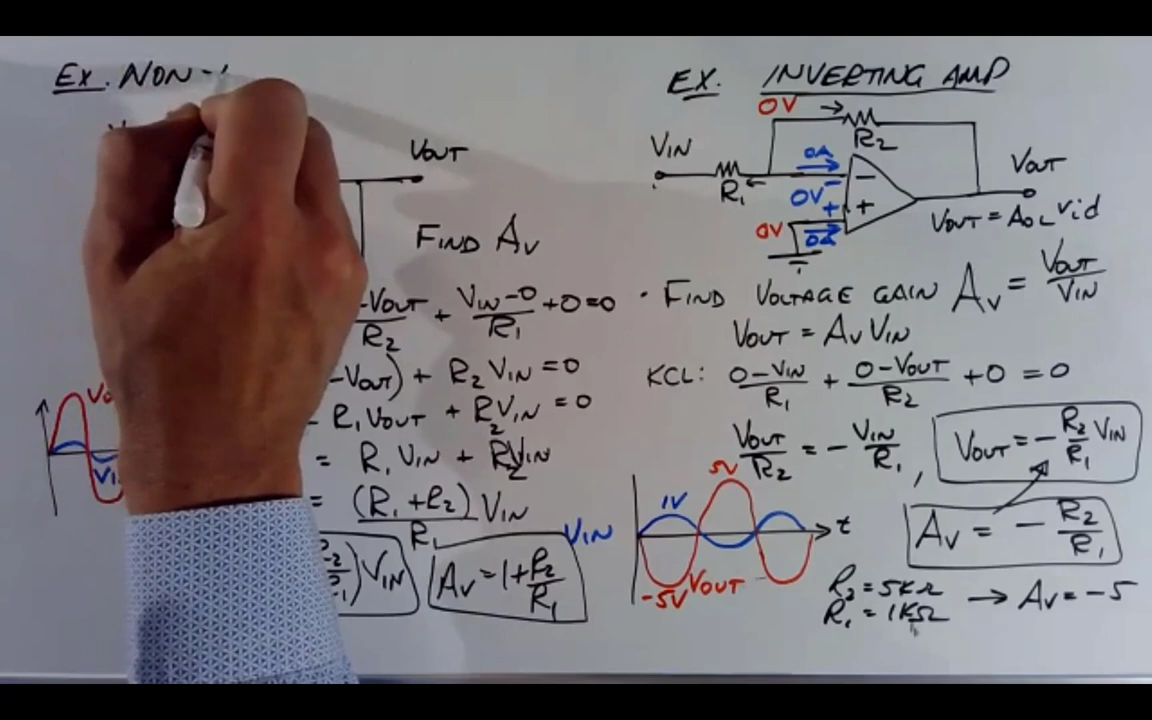 Ex. NON-
VOUT
FIND AV
-VOUT/R2 + (VIN-0)/R1 +0=0
-VOUT) + R2 VIN =0
- R1 VOUT + R2 VIN =0
= R1 VIN + R2 VIN
= (R1+R2)/R1 VIN
) VIN
AV=1+R2/R1
VIN
EX. INVERTING AMP
0V
R2
VIN
R1
0A
0V
-
+
-
+
0V
0A
VOUT
VOUT = AOL Vid
· FIND VOLTAGE GAIN AV = VOUT/VIN
VOUT = AV VIN
KCL: (0-VIN)/R1 + (0-VOUT)/R2 +0 = 0
VOUT/R2 = -VIN/R1 , VOUT = -R2/R1 VIN
AV = -R2/R1
1V
5V
t
-5V
VOUT
R2=5KΩ
R1=1KΩ
→ AV=-5